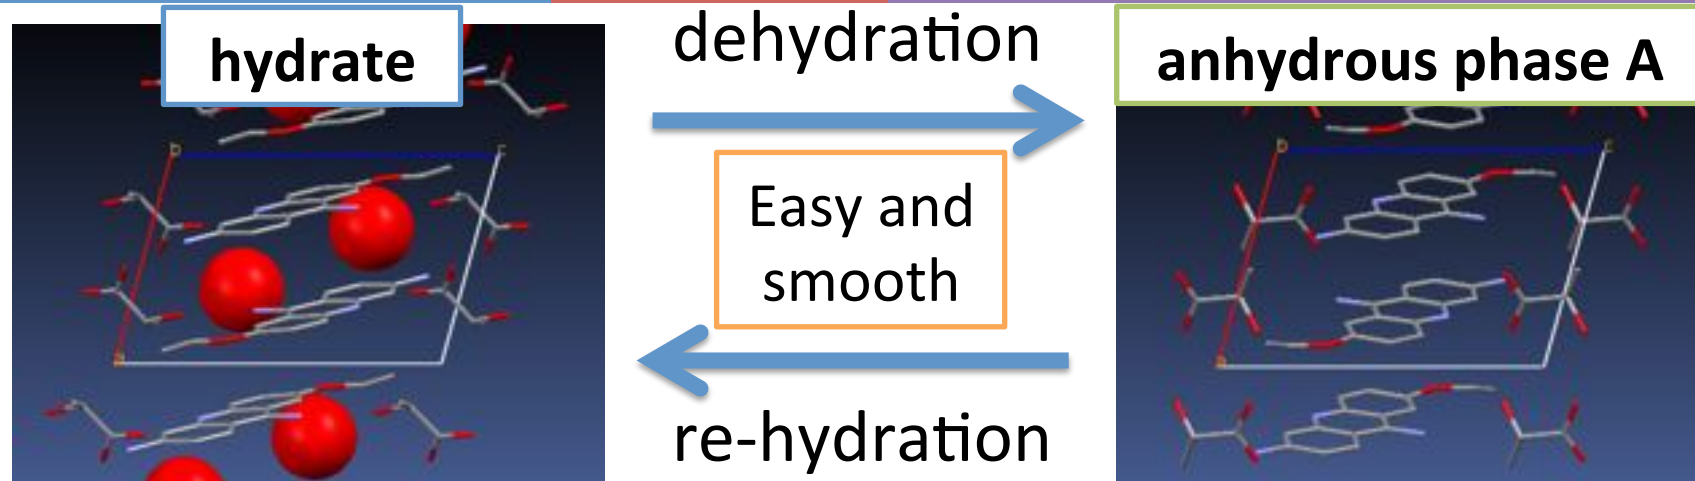 hydrate
dehydration
anhydrous phase A
Easy and
smooth
re-hydration